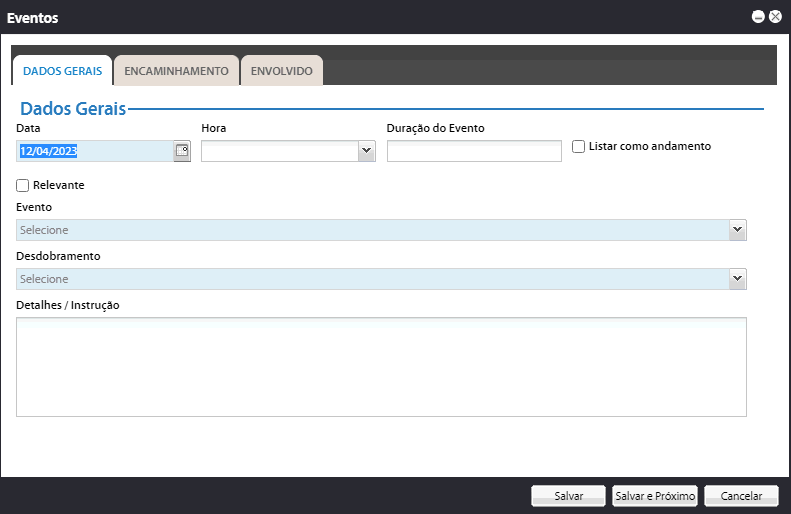 Eventos
DADOS GERAIS ENCAMINHAMENTO ENVOLVIDO
Dados Gerais
Data Hora Duração do Evento
12/04/2023 Listar como andamento
Relevante
Evento
Selecione
Desdobramento
Selecione
Detalhes / Instrução
Salvar Salvar e Próximo Cancelar